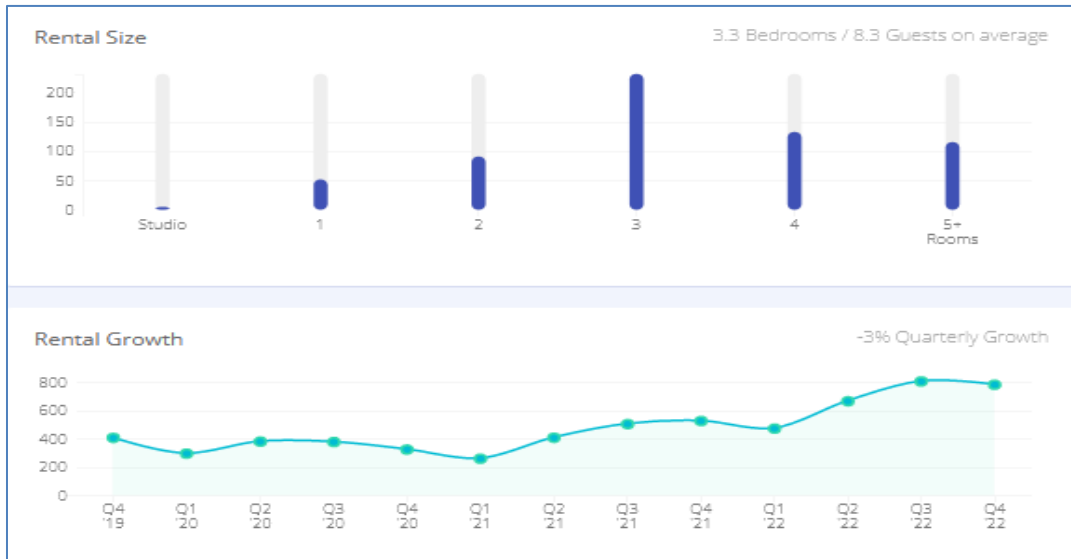 Rental Size
3.3 Bedrooms / 8.3 Guests on average
200
150
100
50
0
Studio 1 2 3 4 5+
Rooms
Rental Growth
-3% Quarterly Growth
800
600
400
200
0
Q4 Q1 Q2 Q3 Q4 Q1 Q2 Q3 Q4 Q1 Q2 Q3 Q4
'19 '20 '20 '20 '20 '21 '21 '21 '21 '22 '22 '22 '22